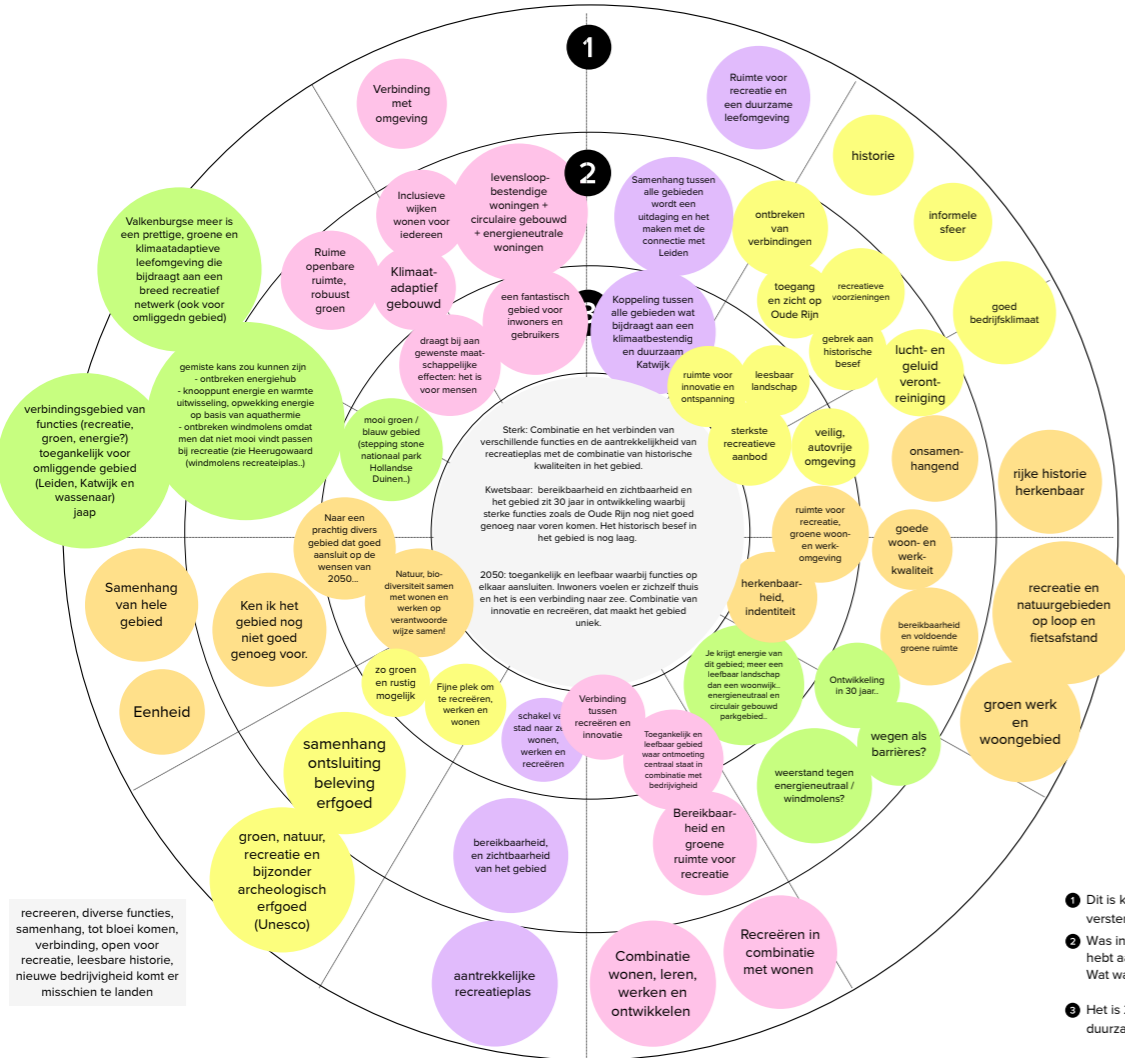 1
Verbinding
met
omgeving
Ruimte voor
recreatie en
een duurzame
leefomgeving
historie
informele
sfeer
goed
bedrijfsklimaat
2
levensloop-
bestendige
woningen +
circulaire gebouwd
+ energieneutrale
woningen
Inclusieve
wijken
wonen voor
iedereen
Ruime
openbare
ruimte,
robuust
groen
Klimaat-
adaptief
gebouwd
Samenhang tussen
alle gebieden
wordt een
uitdaging en het
maken met de
connectie met
Leiden
ontbreken
van
verbindingen
toegang
en zicht op
Oude Rijn
recreatieve
voorzieningen
gebrek aan
historische
besef
lucht- en
geluid
veront-
reiniging
Valkenburgse meer is
een prettige, groene en
klimaatadaptieve
leefomgeving die
bijdraagt aan een
breed recreatief
netwerk (ook voor
omliggedn gebied)
gemiste kans zou kunnen zijn
- ontbreken energiehub
- knooppunt energie en warmte
uitwisseling, opwekking energie
op basis van aquathermie
- ontbreken windmolens omdat
men dat niet mooi vindt passen
bij recreatie (zie Heerugowaard
(windmolens recreateiplas..)
verbindingsgebied van
functies (recreatie,
groen, energie?)
toegankelijk voor
omliggende gebied
(Leiden, Katwijk en
wassenaar)
jaap
3
een fantastisch
gebied voor
inwoners en
gebruikers
draagt bij aan
gewenste maat-
schappelijke
effecten: het is
voor mensen
Koppeling tussen
alle gebieden wat
bijdraagt aan een
klimaatbestendig
en duurzaam
Katwijk
ruimte voor
innovatie en
ontspanning
leesbaar
landschap
sterkste
recreatieve
aanbod
veilig,
autovrije
omgeving
onsamen-
hangend
rijke historie
herkenbaar
mooi groen /
blauw gebied
(stepping stone
nationaal park
Hollandse
Duinen..)
Sterk: Combinatie en het verbinden van
verschillende functies en de aantrekkelijkheid van
recreatieplas met de combinatie van historische
kwaliteiten in het gebied.
Kwetsbaar: bereikbaarheid en zichtbaarheid en
het gebied zit 30 jaar in ontwikkeling waarbij
sterke functies zoals de Oude Rijn nog niet goed
genoeg naar voren komen. Het historisch besef in
het gebied is nog laag.
2050: toegankelijk en leefbaar waarbij functies op
elkaar aansluiten. Inwoners voelen er zichzelf thuis
en het is een verbinding naar zee. Combinatie van
innovatie en recreëren, dat maakt het gebied
uniek.
Naar een
prachtig divers
gebied dat goed
aansluit op de
wensen van
2050...
Natuur, bio-
diversiteit samen
met wonen en
werken op
verantwoorde
wijze samen!
ruimte voor
recreatie,
groene woon-
en werk-
omgeving
goede
woon- en
werk-
kwaliteit
herkenbaar-
heid,
indentiteit
bereikbaarheid
en voldoende
groene ruimte
recreatie en
natuurgebieden
op loop en
fietsafstand
groen werk
en
woongebied
Samenhang
van hele
gebied
Ken ik het
gebied nog
niet goed
genoeg voor.
Eenheid
zo groen
en rustig
mogelijk
Fijne plek om
te recreëren,
werken en
wonen
schakel
stad naar
wonen,
werken en
recreëren
Verbinding
tussen
recreëren en
innovatie
Toegankelijk en
leefbaar gebied
waar ontmoeting
centraal staat in
combinatie met
bedrijvigheid
Je krijgt energie van
dit gebied; meer een
leefbaar landschap
dan een woonwijk..
energieneutraal en
circulair gebouwd
parkgebied..
Ontwikkeling
in 30 jaar..
wegen als
barrières?
weerstand tegen
energieneutraal /
windmolens?
samenhang
ontsluiting
beleving
erfgoed
groen, natuur,
recreatie en
bijzonder
archeologisch
erfgoed
(Unesco)
bereikbaarheid,
en zichtbaarheid
van het gebied
Bereikbaar-
heid en
groene
ruimte voor
recreatie
aantrekkelijke
recreatieplas
Combinatie
wonen, leren,
werken en
ontwikkelen
Recreëren in
combinatie
met wonen
recreeren, diverse functies,
samenhang, tot bloei komen,
verbinding, open voor
recreatie, leesbare historie,
nieuwe bedrijvigheid komt er
misschien te landen
1 Dit is
2 Was
hebt
Wat
3 Het is